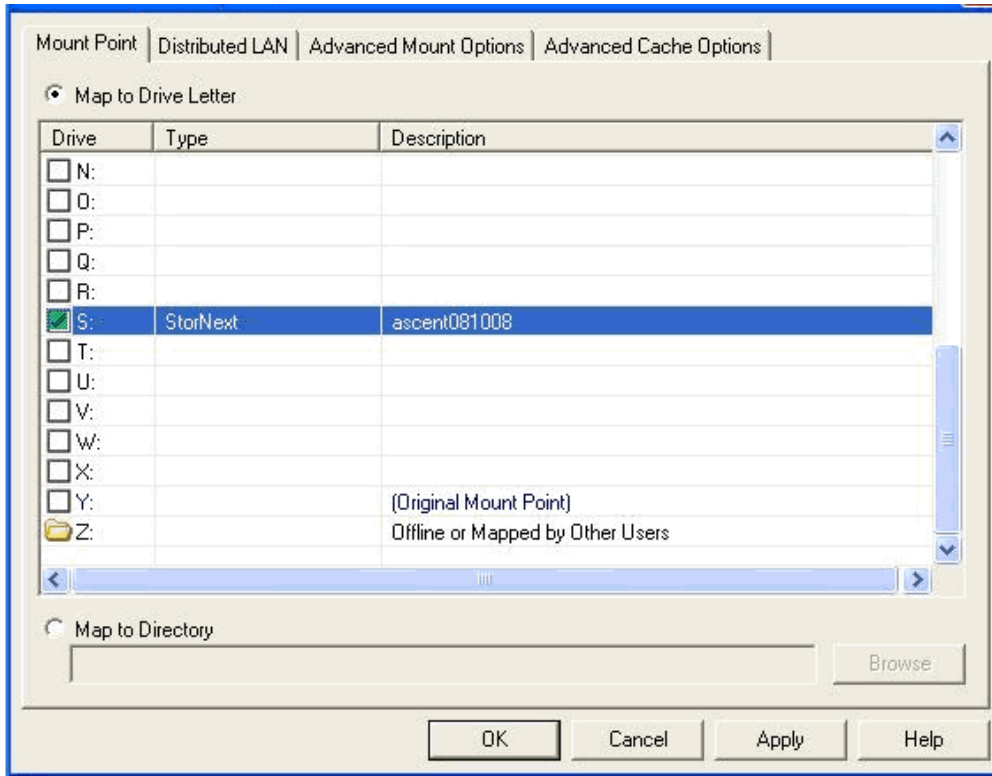 Mount Point Distributed LAN Advanced Mount Options Advanced Cache Options
Map to Drive Letter
Drive Type Description
N:
O:
P:
Q:
R:
S: StorNext ascent081008
T:
U:
V:
W:
X:
Y: (Original Mount Point)
Z: Offline or Mapped by Other Users
Map to Directory
Browse
OK Cancel Apply Help